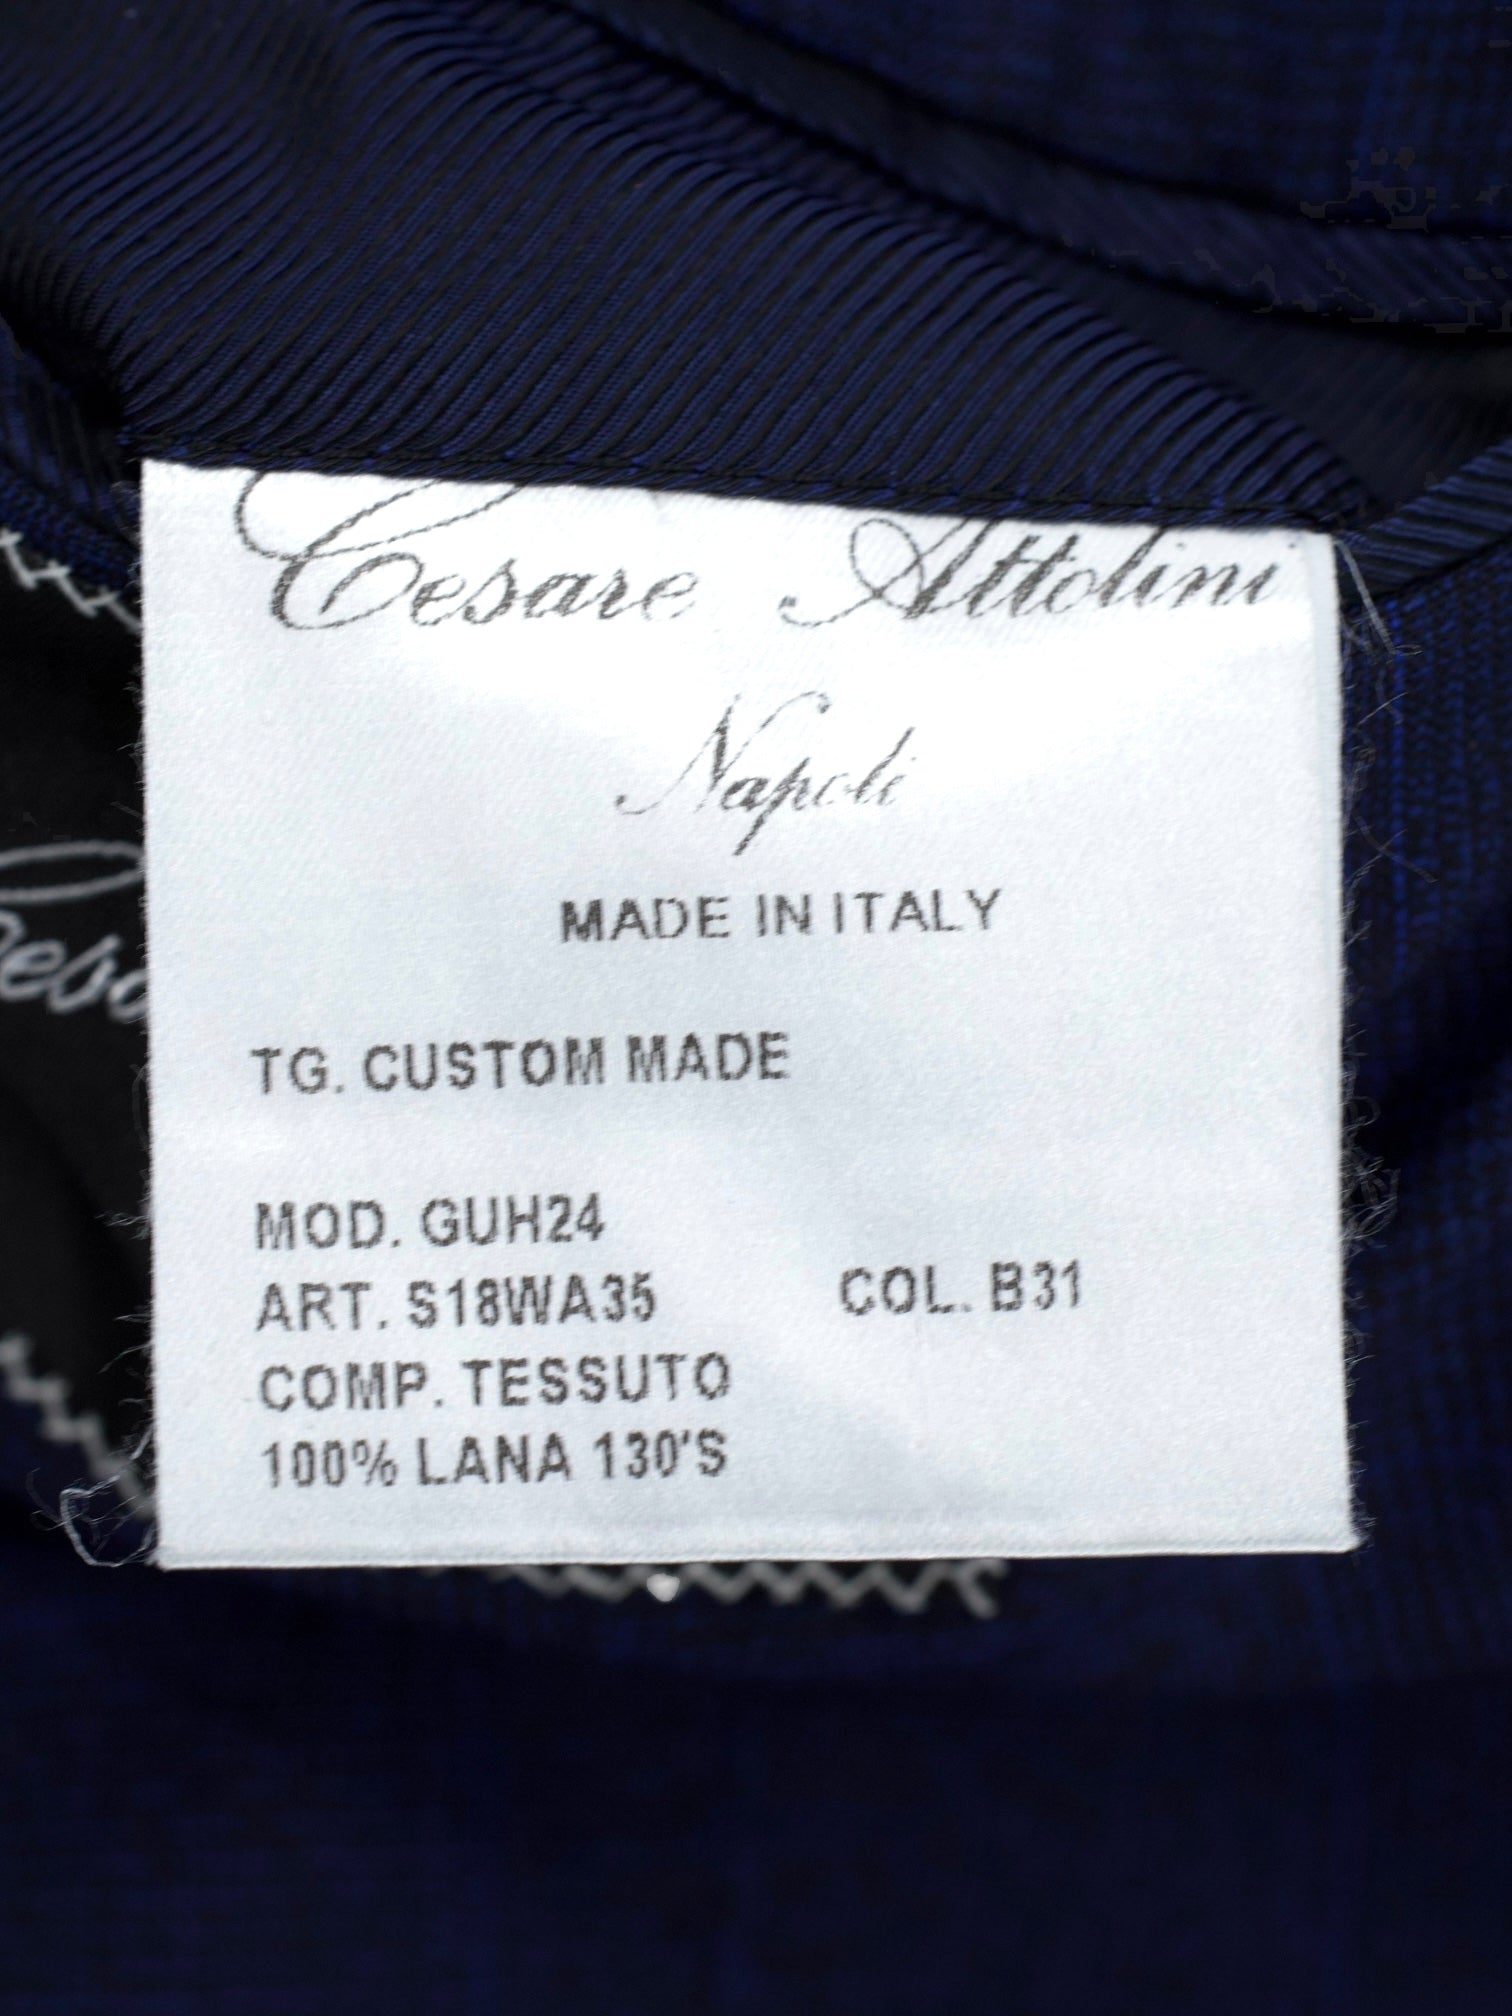 Cesare Attolini
Napoli
MADE IN ITALY
TG. CUSTOM MADE
MOD. GUH24
ART. S18WA35 COL. B31
COMP. TESSUTO
100% LANA 130'S